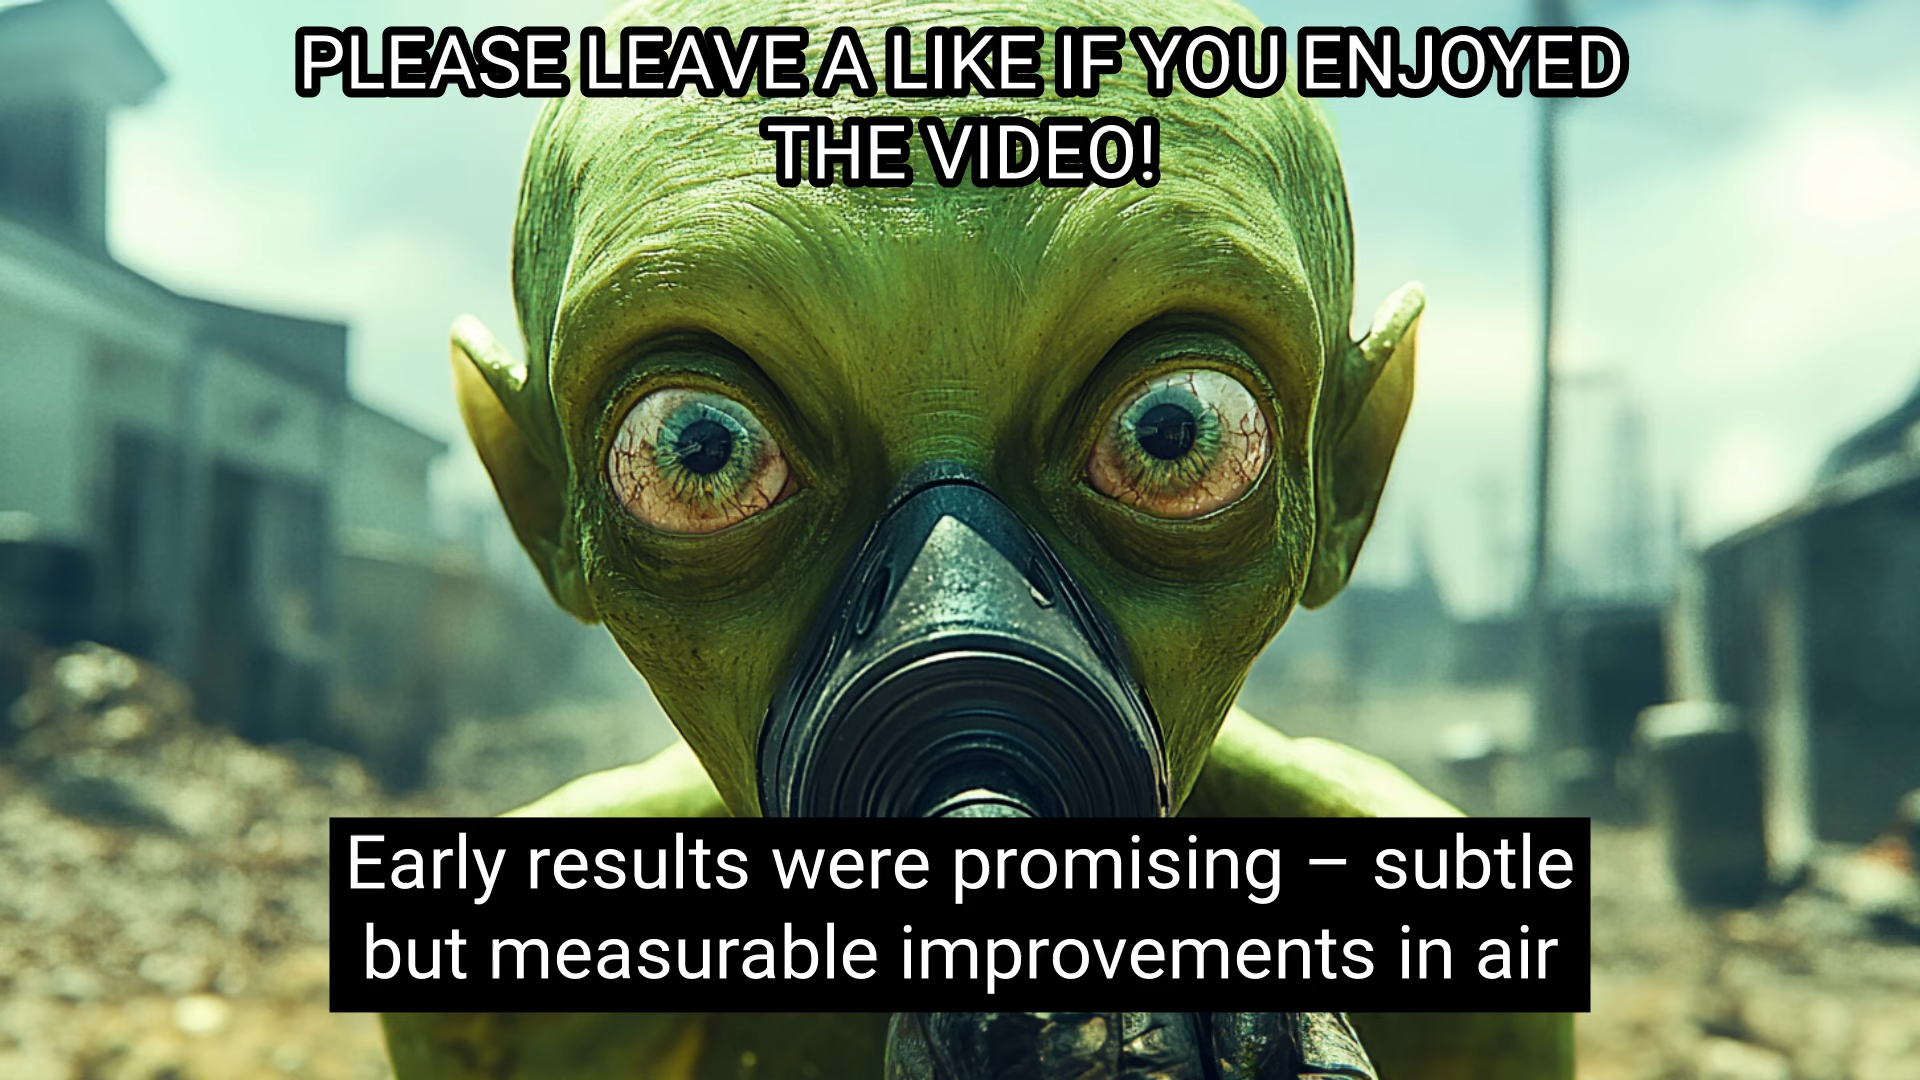 PLEASE LEAVE A LIKE IF YOU ENJOYED
THE VIDEO!
Early results were promising – subtle
but measurable improvements in air